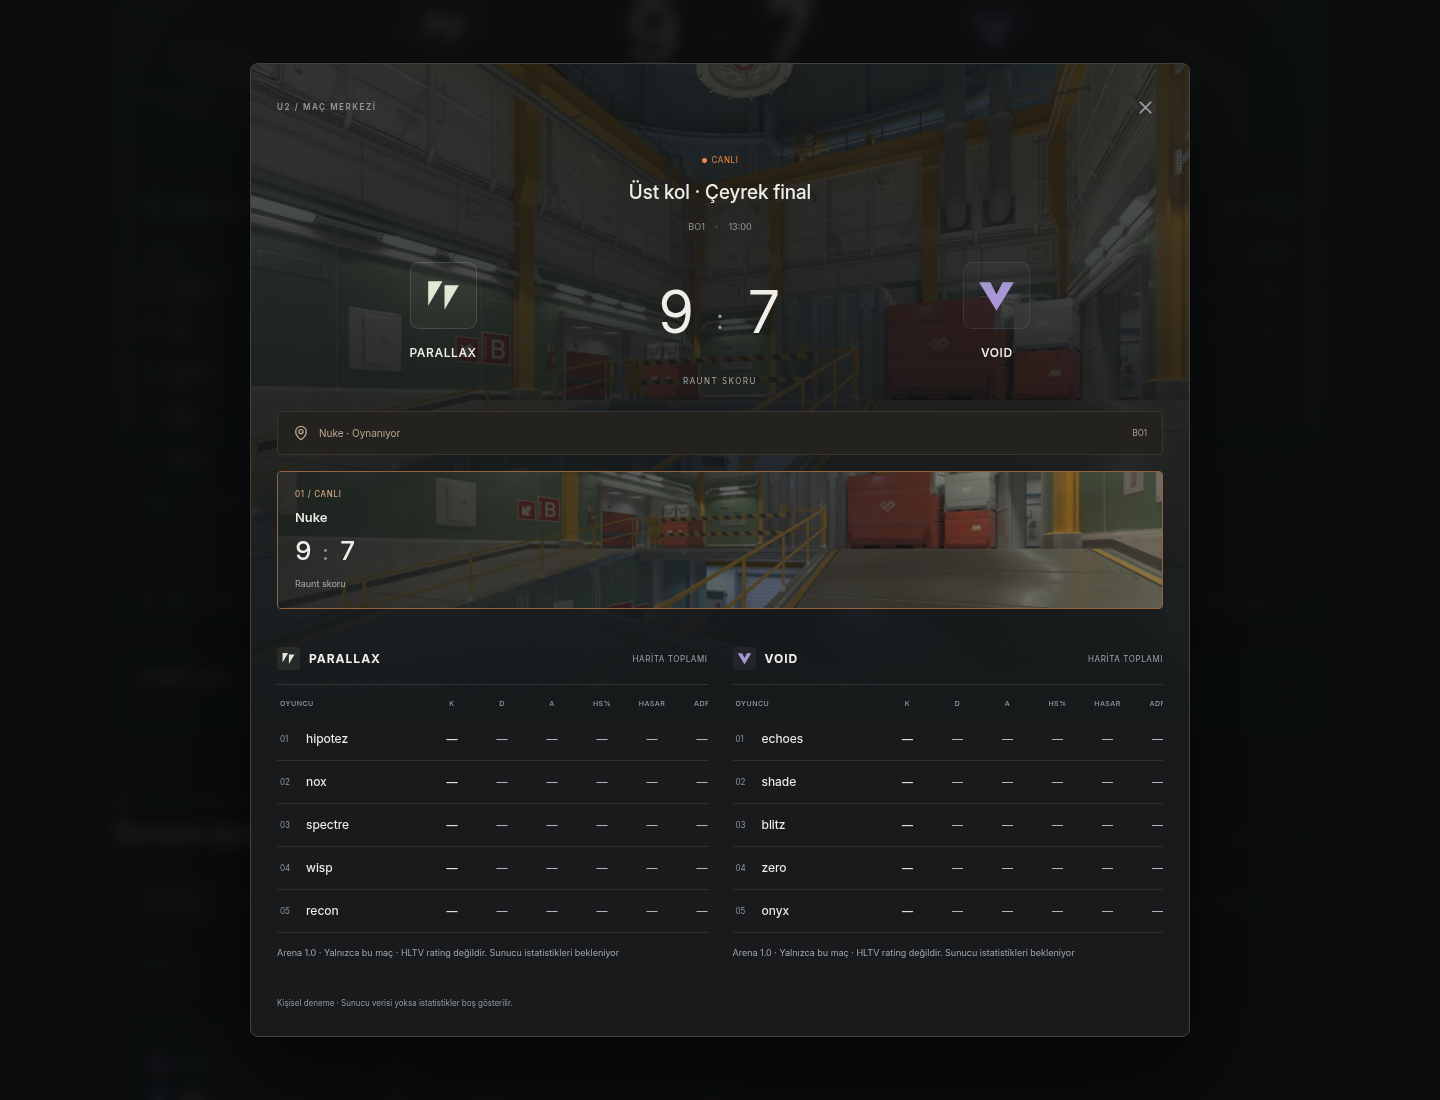 U2 / MAÇ MERKEZİ
CANLI
Üst kol · Çeyrek final
BO1 · 13:00
9 : 7
PARALLAX
VOID
RAUNT SKORU
Nuke · Oynanıyor
BO1
01 / CANLI
Nuke
9 : 7
Raunt skoru
B
B
PARALLAX
HARİTA TOPLAMI
OYUNCU K D A HS% HASAR ADR
01 hipotez — — — — — —
02 nox — — — — — —
03 spectre — — — — — —
04 wisp — — — — — —
05 recon — — — — — —
Arena 1.0 · Yalnızca bu maç · HLTV rating değildir. Sunucu istatistikleri bekleniyor
VOID
HARİTA TOPLAMI
OYUNCU K D A HS% HASAR ADR
01 echoes — — — — — —
02 shade — — — — — —
03 blitz — — — — — —
04 zero — — — — — —
05 onyx — — — — — —
Arena 1.0 · Yalnızca bu maç · HLTV rating değildir. Sunucu istatistikleri bekleniyor
Kişisel deneme · Sunucu verisi yoksa istatistikler boş gösterilir.